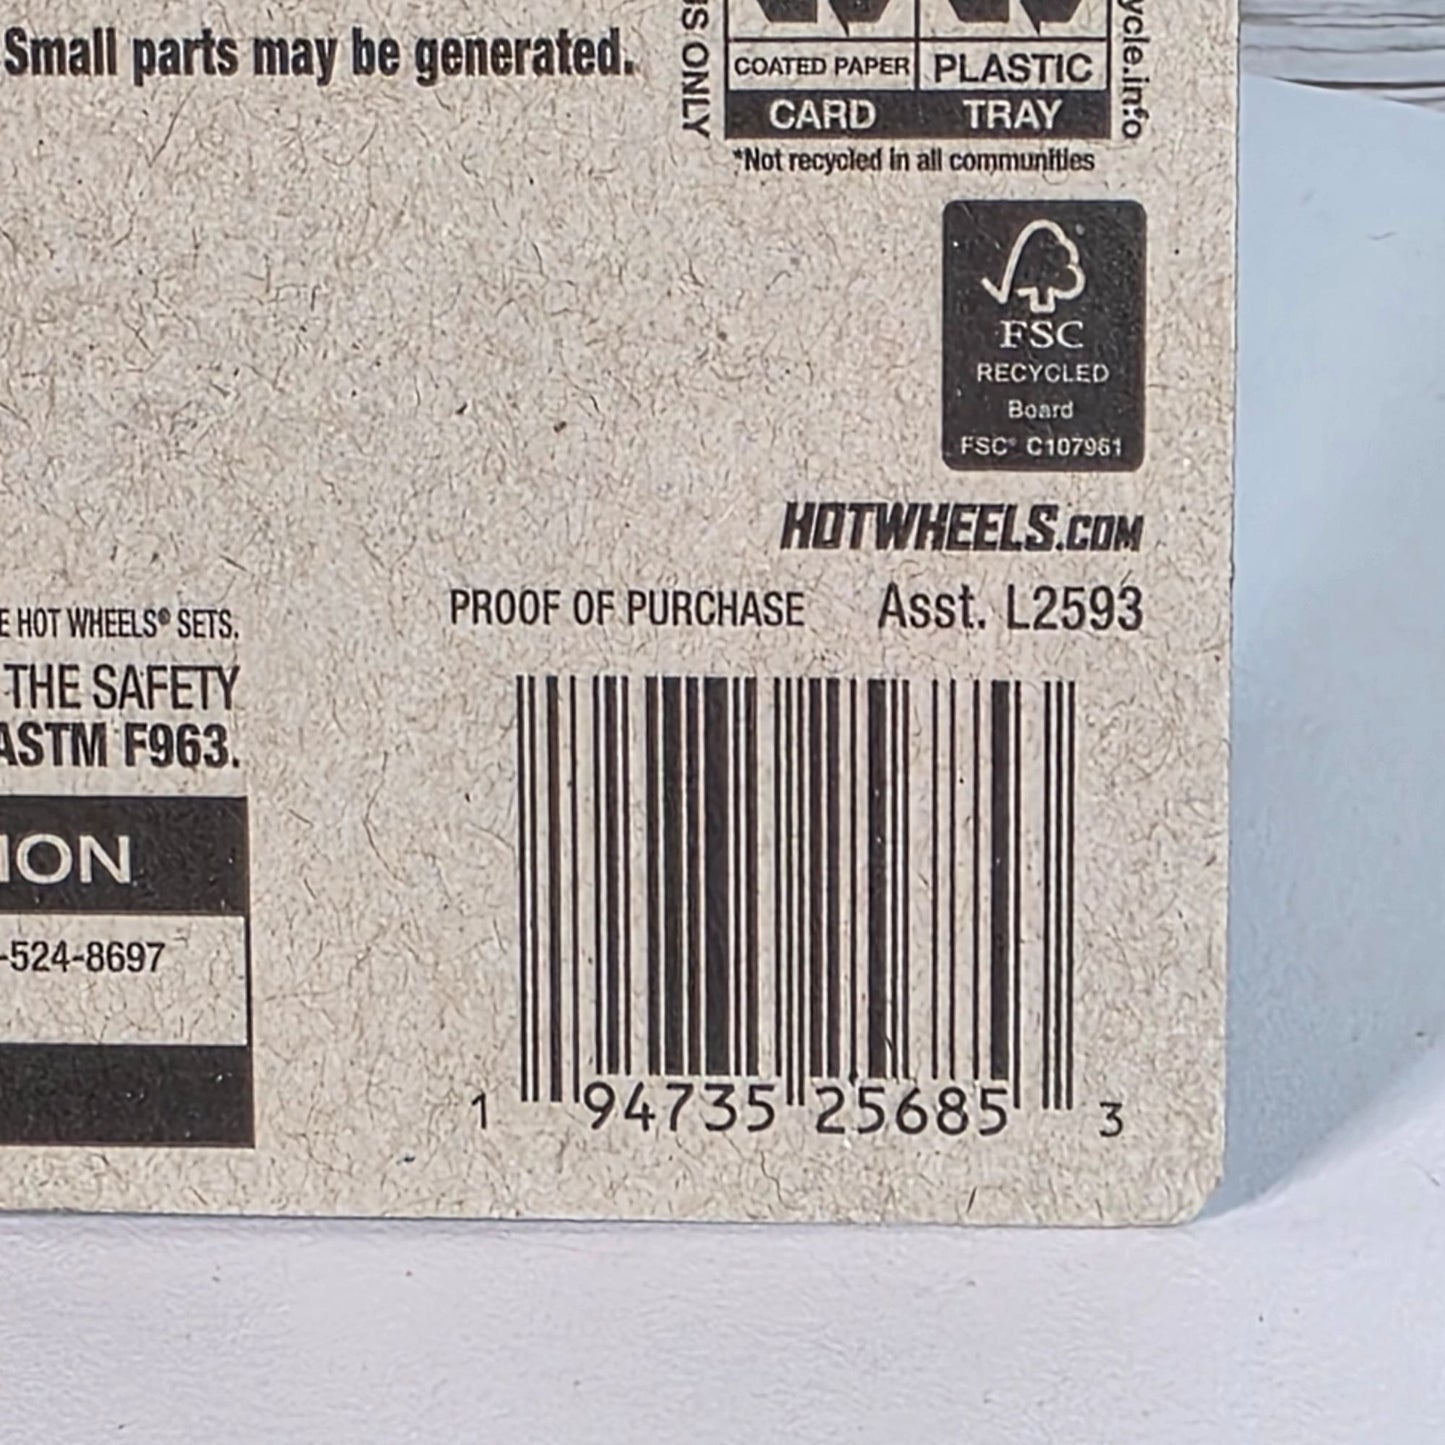 Small parts may be generated.
COATED PAPER
PLASTIC
CARD
TRAY
*Not recycled in all communities
ONLY
cle.info
FSC
RECYCLED
Board
FSC® C107961
HOTWHEELS.COM
PROOF OF PURCHASE Asst. L2593
E HOT WHEELS® SETS.
THE SAFETY
ASTM F963.
ION
-524-8697
1 94735 25685 3